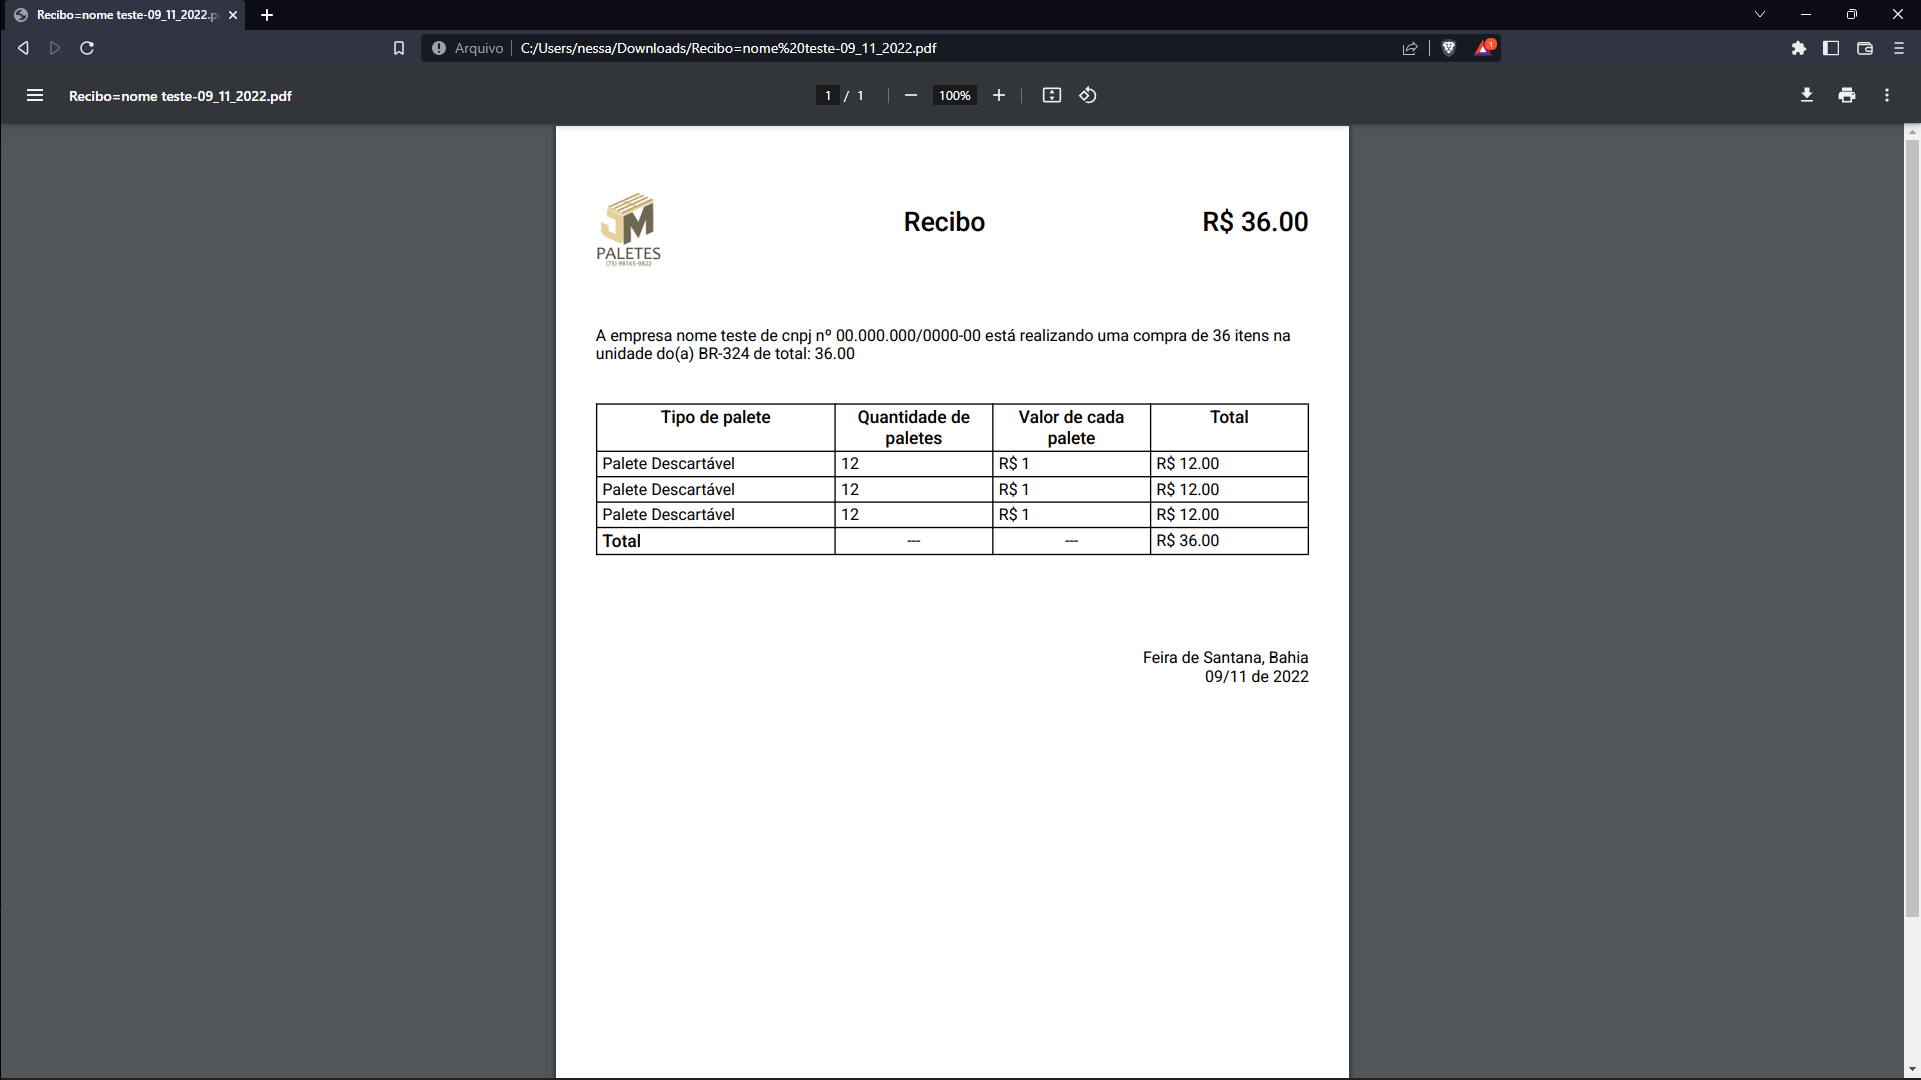 Recibo=nome teste-09_11_2022.p
Arquivo C:/Users/nessa/Downloads/Recibo=nome%20teste-09_11_2022.pdf 1
Recibo=nome teste-09_11_2022.pdf 1 / 1 100%
JM
PALETES
(75) 98165-9822
Recibo
R$ 36.00
A empresa nome teste de cnpj nº 00.000.000/0000-00 está realizando uma compra de 36 itens na
unidade do(a) BR-324 de total: 36.00
Tipo de palete Quantidade de paletes Valor de cada palete Total
Palete Descartável 12 R$ 1 R$ 12.00
Palete Descartável 12 R$ 1 R$ 12.00
Palete Descartável 12 R$ 1 R$ 12.00
Total --- --- R$ 36.00
Feira de Santana, Bahia
09/11 de 2022